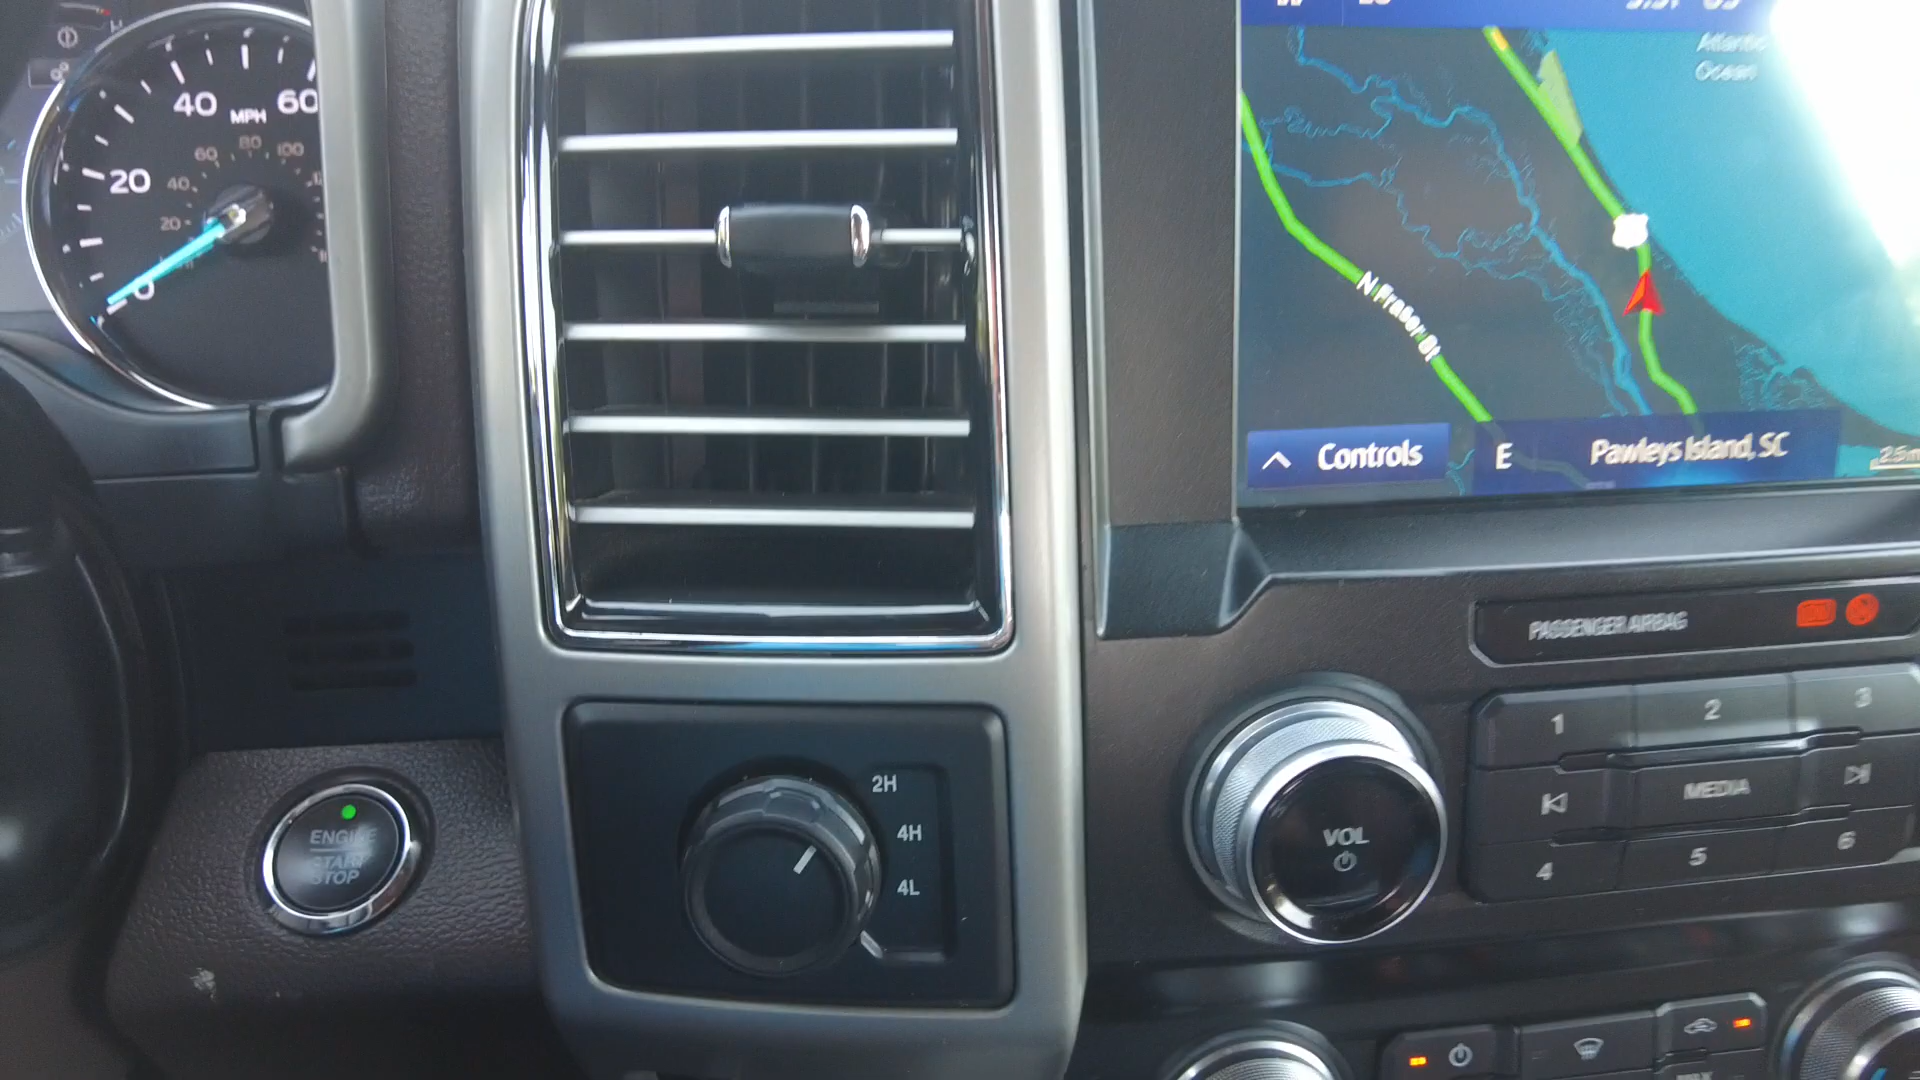 H
40
MPH
60
60
80
100
20
40
20
0
Atlantic
Ocean
N Fraser St
Controls
E
Pawleys Island, SC
PASSENGER AIRBAG
2H
4H
4L
ENGINE
START
STOP
VOL
1
2
3
MEDIA
4
5
6